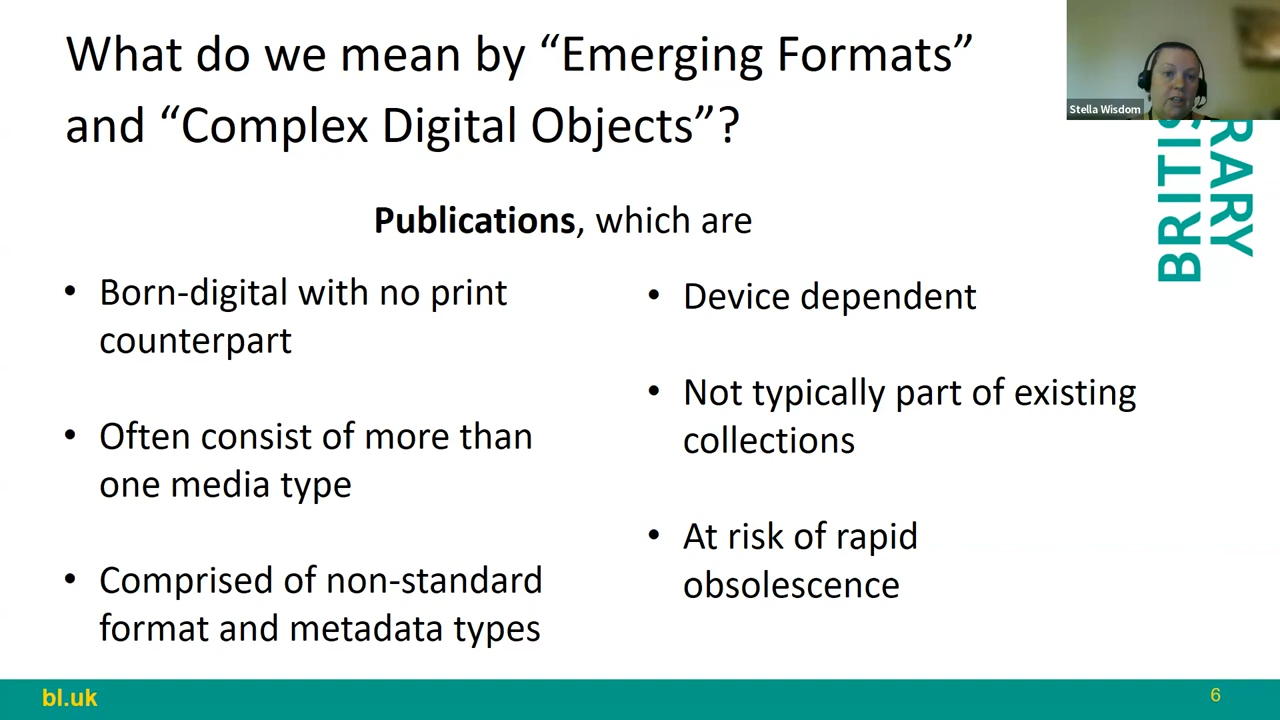 What do we mean by “Emerging Formats”
and “Complex Digital Objects”?
Stella Wisdom
BRITIS
RARY
Publications, which are
• Born-digital with no print
counterpart
• Often consist of more than
one media type
• Comprised of non-standard
format and metadata types
• Device dependent
• Not typically part of existing
collections
• At risk of rapid
obsolescence
bl.uk
6